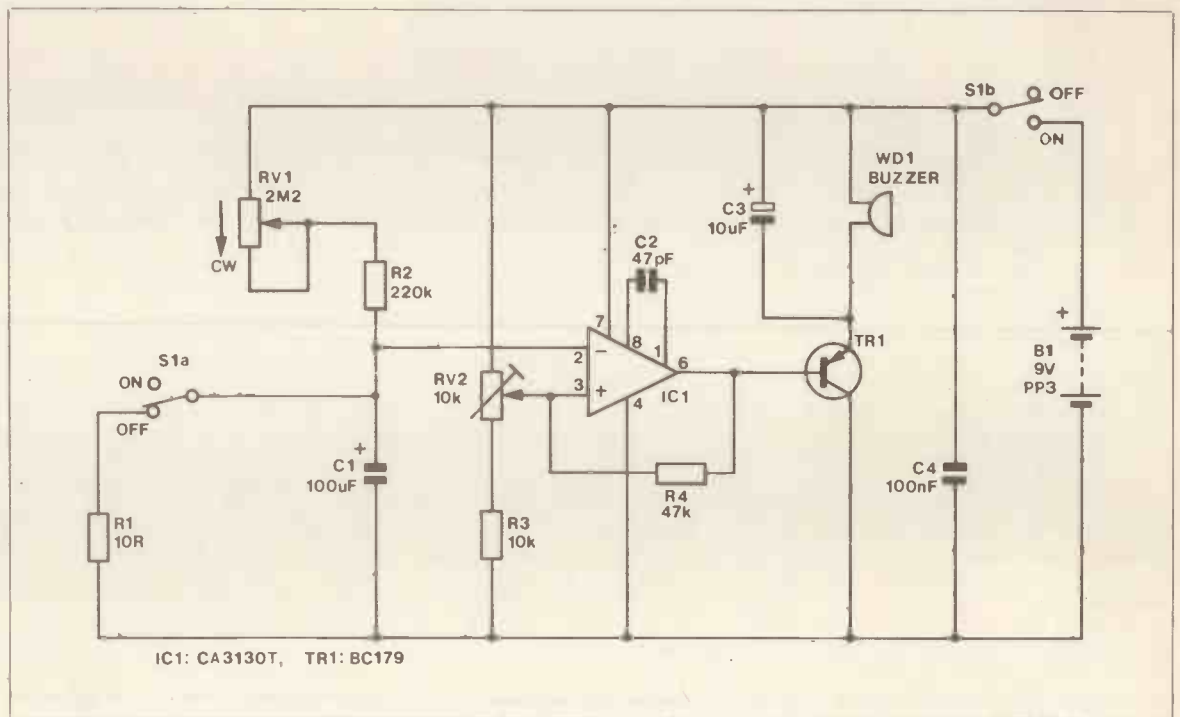 S1b
OFF
ON
RV1
2M2
CW
WD1
BUZZER
+
C3
10uF
C2
47pF
R2
220k
7
8
1
2
−
6
3
+
4
IC1
TR1
S1a
ON
OFF
RV2
10k
+
B1
9V
PP3
+
C1
100uF
R4
47k
C4
100nF
R1
10R
R3
10k
IC1: CA3130T, TR1: BC179